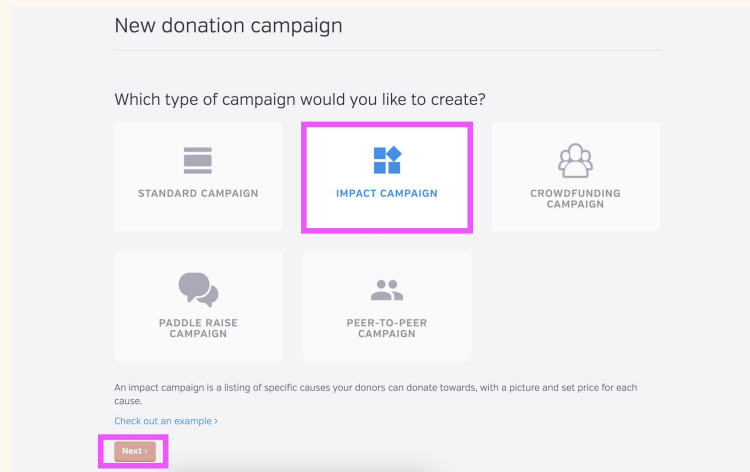 New donation campaign
Which type of campaign would you like to create?
STANDARD CAMPAIGN
IMPACT CAMPAIGN
CROWDFUNDING
CAMPAIGN
PADDLE RAISE
CAMPAIGN
PEER-TO-PEER
CAMPAIGN
An impact campaign is a listing of specific causes your donors can donate towards, with a picture and set price for each
cause.
Check out an example >
Next >